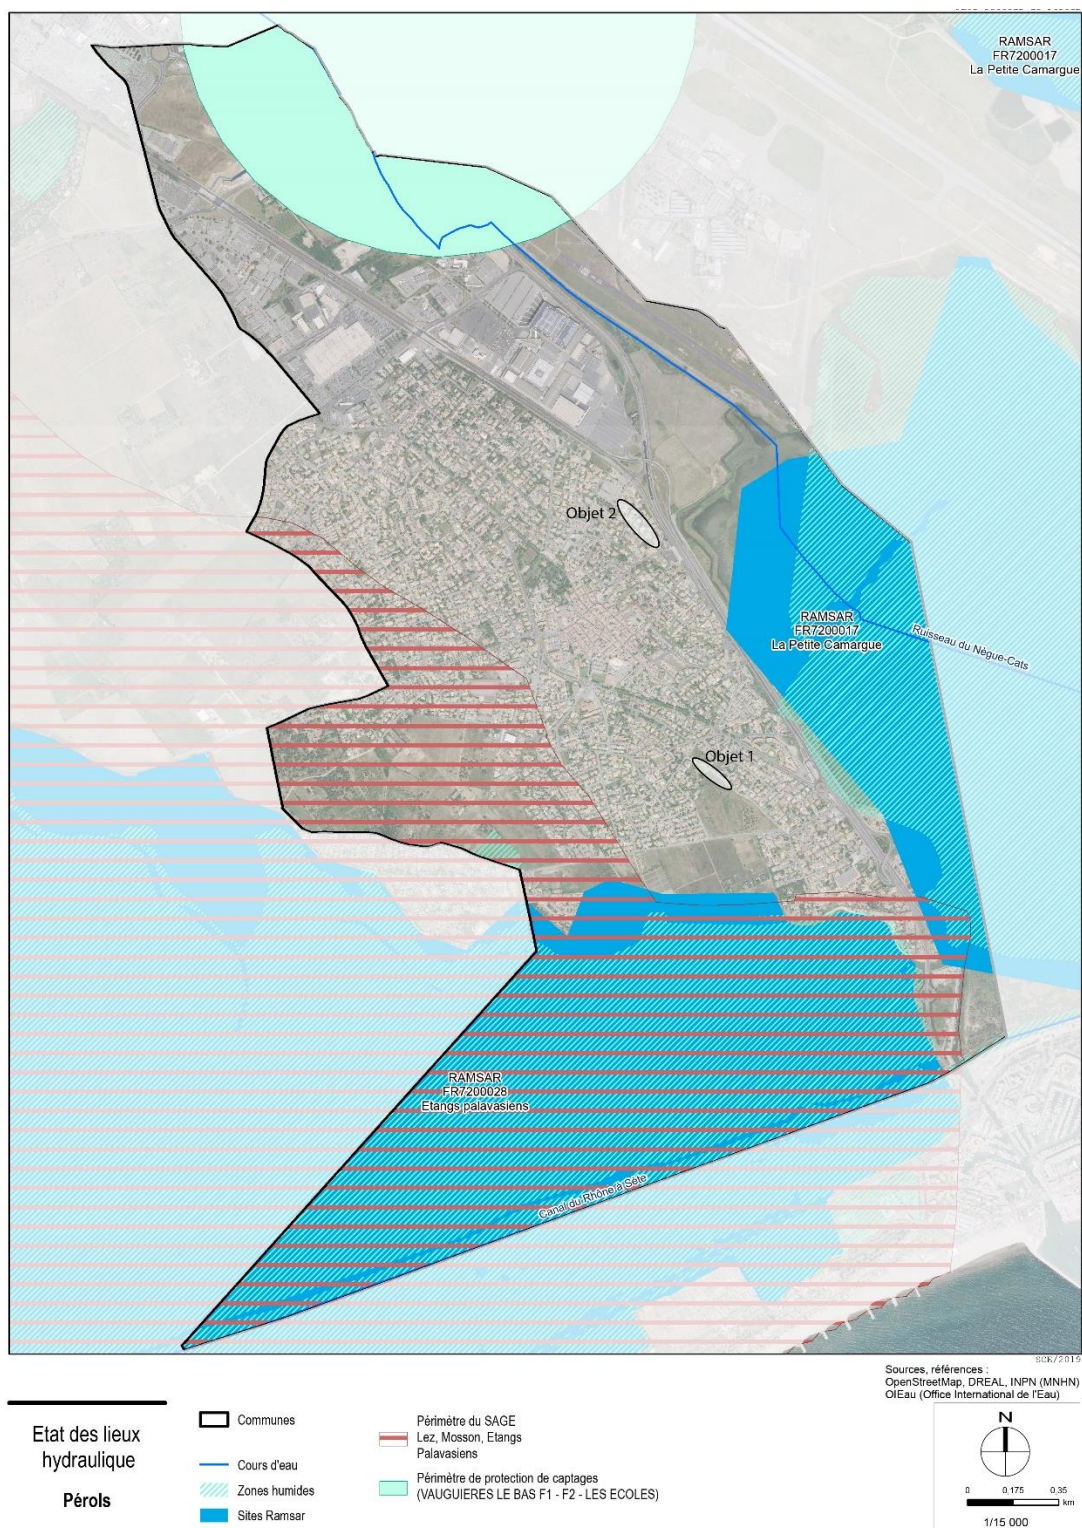 RAMSAR
FR7200017
La Petite Camargue
Objet 2
RAMSAR
FR7200017
La Petite Camargue
Ruisseau du Nègue-Cats
Objet 1
RAMSAR
FR7200028
Etangs palavasiens
Canal du Rhône à Sète
SCE/2019
Sources, références :
OpenStreetMap, DREAL, INPN (MNHN)
OIEau (Office International de l'Eau)
Etat des lieux
hydraulique
Pérols
Communes
Cours d'eau
Zones humides
Sites Ramsar
Périmètre du SAGE
Lez, Mosson, Etangs
Palavasiens
Périmètre de protection de captages
(VAUGUIERES LE BAS F1 - F2 - LES ECOLES)
N
0 0,175 0,35
km
1/15 000